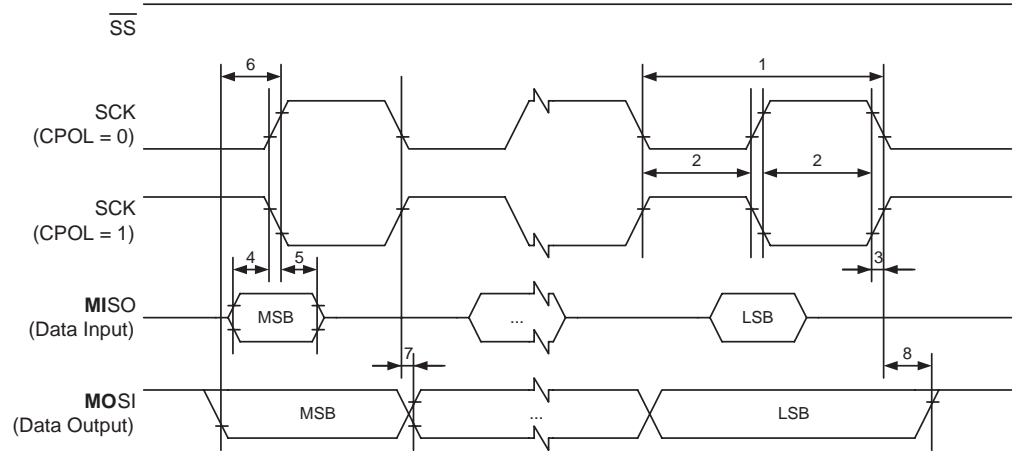 SS
6
1
SCK
(CPOL = 0)
2
2
SCK
(CPOL = 1)
4
5
3
MISO
(Data Input)
MSB
...
LSB
7
8
MOSI
(Data Output)
MSB
...
LSB